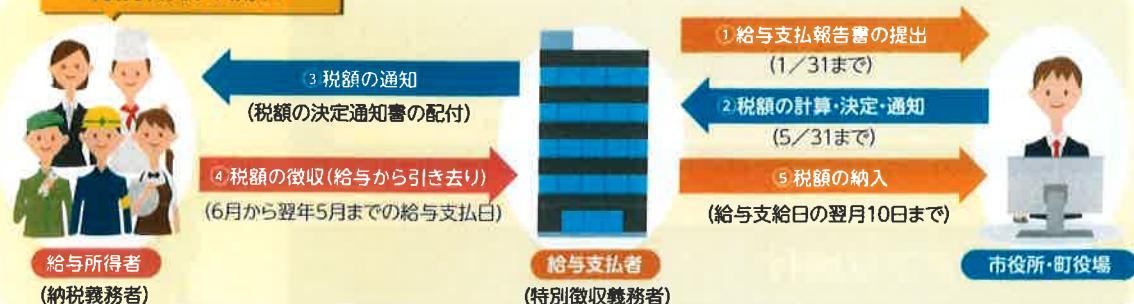 ①給与支払報告書の提出
(1／31まで)
③税額の通知
(税額の決定通知書の配付)
②税額の計算・決定・通知
(5／31まで)
④税額の徴収(給与から引き去り)
(6月から翌年5月までの給与支払日)
⑤税額の納入
(給与支給日の翌月10日まで)
給与所得者
(納税義務者)
給与支払者
(特別徴収義務者)
市役所・町役場